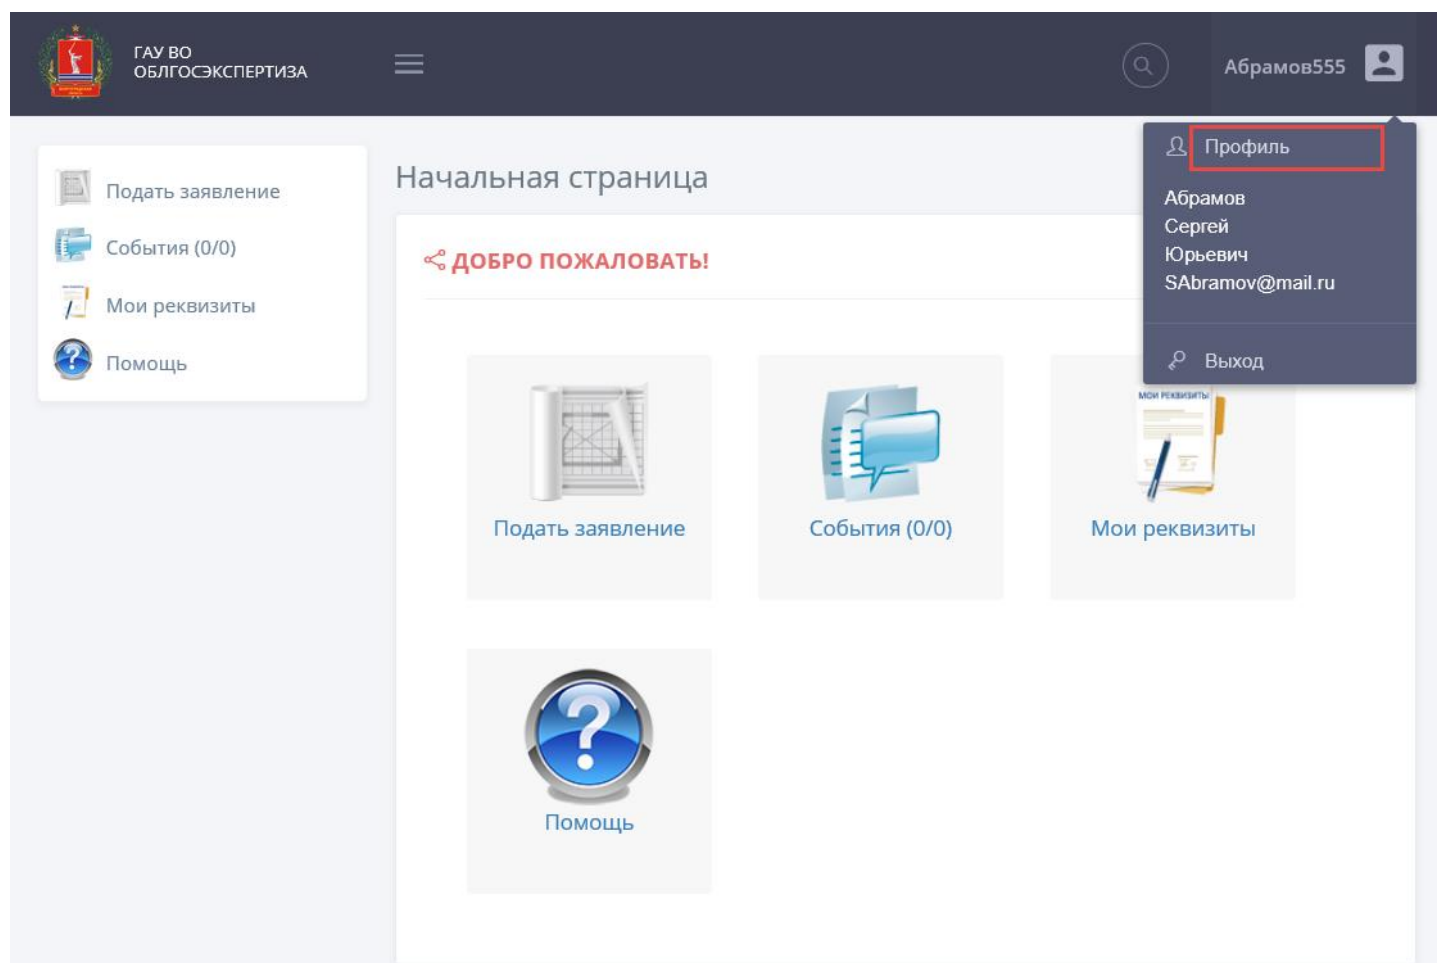 ГАУ ВО
ОБЛГОСЭКСПЕРТИЗА
Абрамов555
Профиль
Абрамов
Сергей
Юрьевич
SAbramov@mail.ru
Выход
Подать заявление
События (0/0)
Мои реквизиты
Помощь
Начальная страница
ДОБРО ПОЖАЛОВАТЬ!
Подать заявление
События (0/0)
МОИ РЕКВИЗИТЫ
Мои реквизиты
Помощь